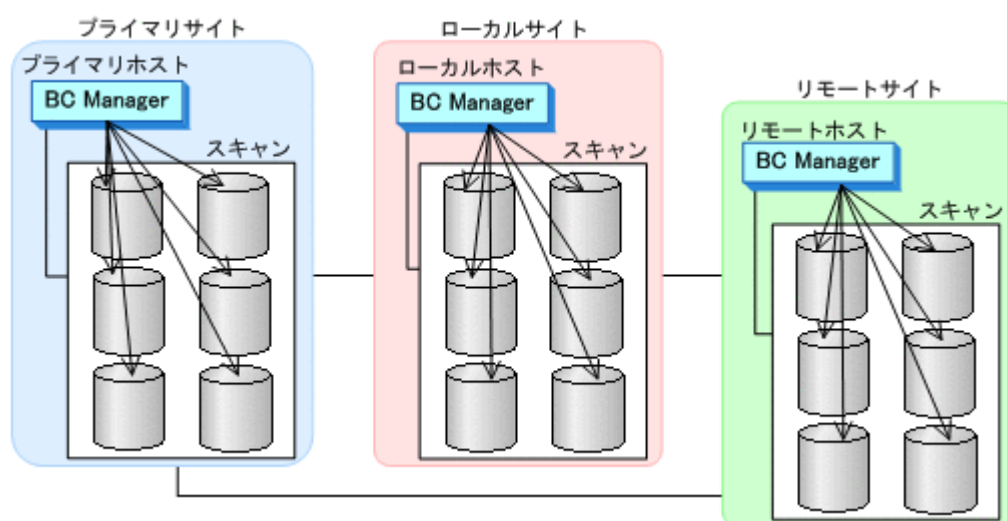 プライマリサイト
プライマリホスト
BC Manager
スキャン
ローカルサイト
ローカルホスト
BC Manager
スキャン
リモートサイト
リモートホスト
BC Manager
スキャン